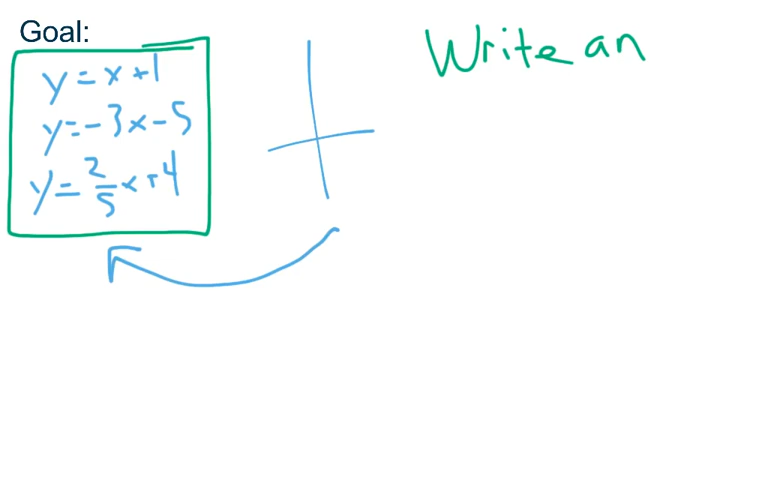 Goal:
y = x + 1
y = -3x - 5
y = 2/5 x + 4
Write an